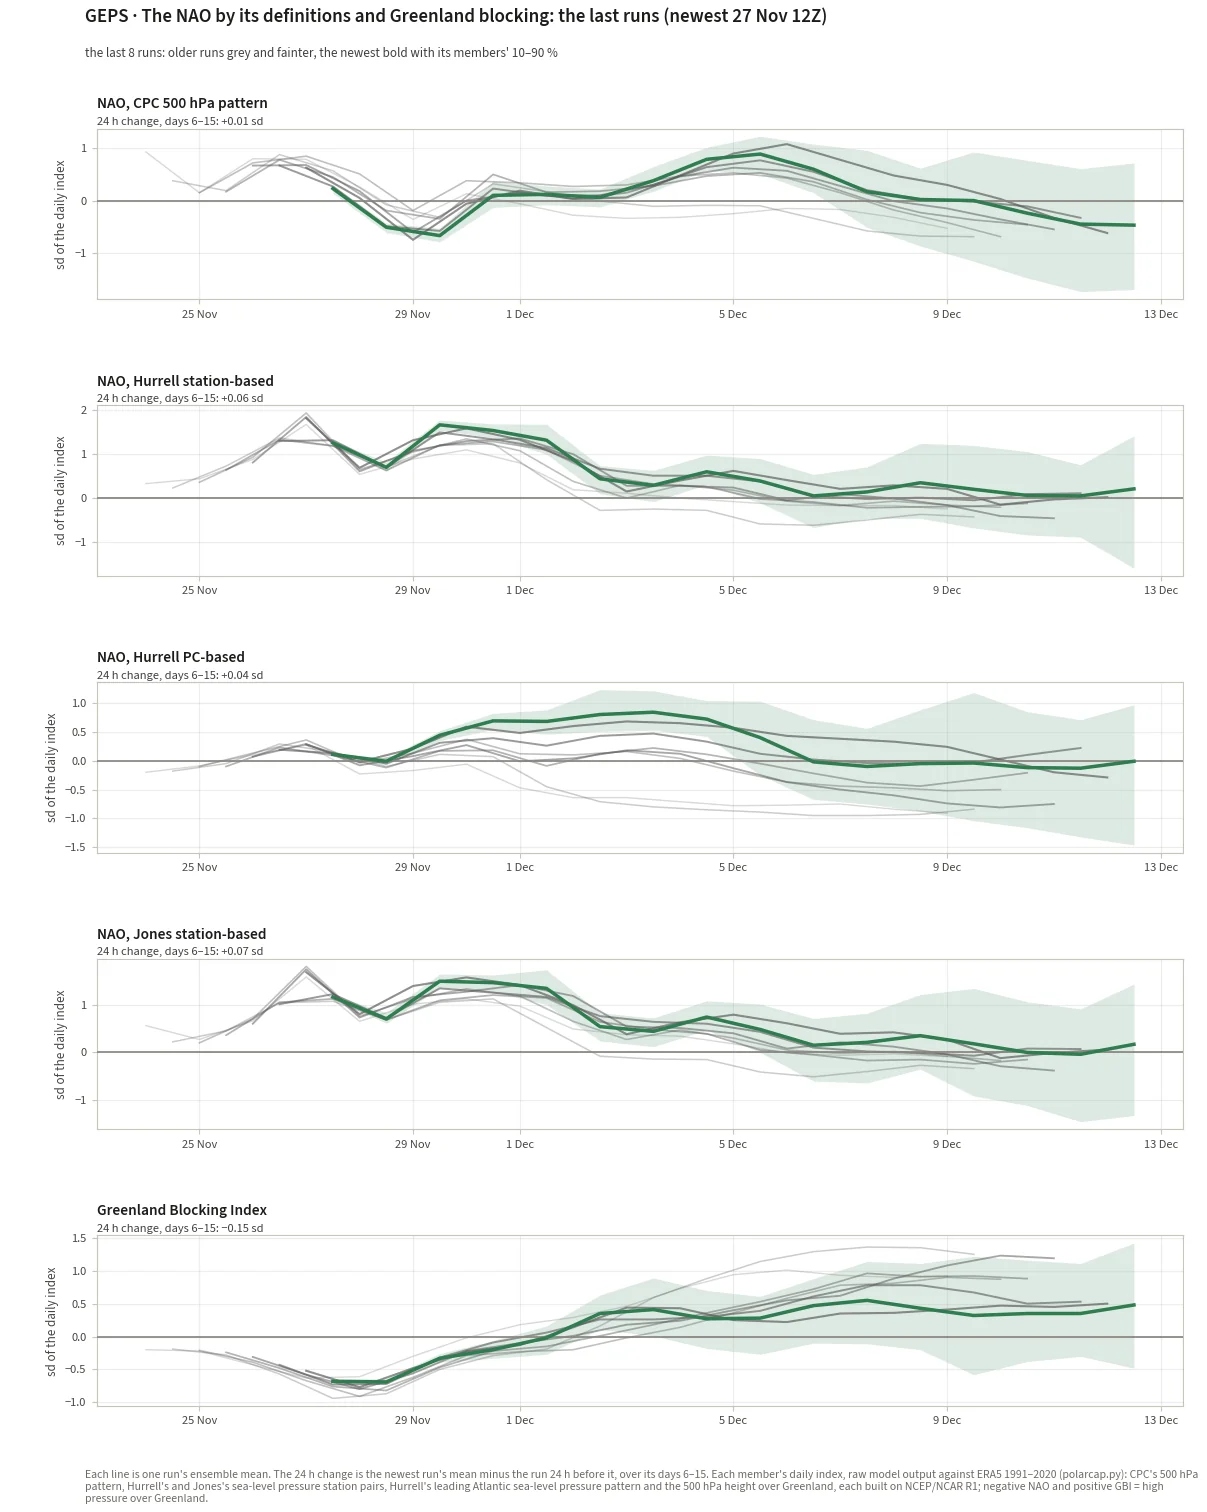 GEPS · The NAO by its definitions and Greenland blocking: the last runs (newest 27 Nov 12Z)
the last 8 runs: older runs grey and fainter, the newest bold with its members' 10–90 %
NAO, CPC 500 hPa pattern
24 h change, days 6–15: +0.01 sd
sd of the daily index
1
0
−1
25 Nov
29 Nov
1 Dec
5 Dec
9 Dec
13 Dec
NAO, Hurrell station-based
24 h change, days 6–15: +0.06 sd
sd of the daily index
2
1
0
−1
25 Nov
29 Nov
1 Dec
5 Dec
9 Dec
13 Dec
NAO, Hurrell PC-based
24 h change, days 6–15: +0.04 sd
sd of the daily index
1.0
0.5
0.0
−0.5
−1.0
−1.5
25 Nov
29 Nov
1 Dec
5 Dec
9 Dec
13 Dec
NAO, Jones station-based
24 h change, days 6–15: +0.07 sd
sd of the daily index
1
0
−1
25 Nov
29 Nov
1 Dec
5 Dec
9 Dec
13 Dec
Greenland Blocking Index
24 h change, days 6–15: −0.15 sd
sd of the daily index
1.5
1.0
0.5
0.0
−0.5
−1.0
25 Nov
29 Nov
1 Dec
5 Dec
9 Dec
13 Dec
Each line is one run's ensemble mean. The 24 h change is the newest run's mean minus the run 24 h before it, over its days 6–15. Each member's daily index, raw model output against ERA5 1991–2020 (polarcap.py): CPC's 500 hPa
pattern, Hurrell's and Jones's sea-level pressure station pairs, Hurrell's leading Atlantic sea-level pressure pattern and the 500 hPa height over Greenland, each built on NCEP/NCAR R1; negative NAO and positive GBI = high
pressure over Greenland.